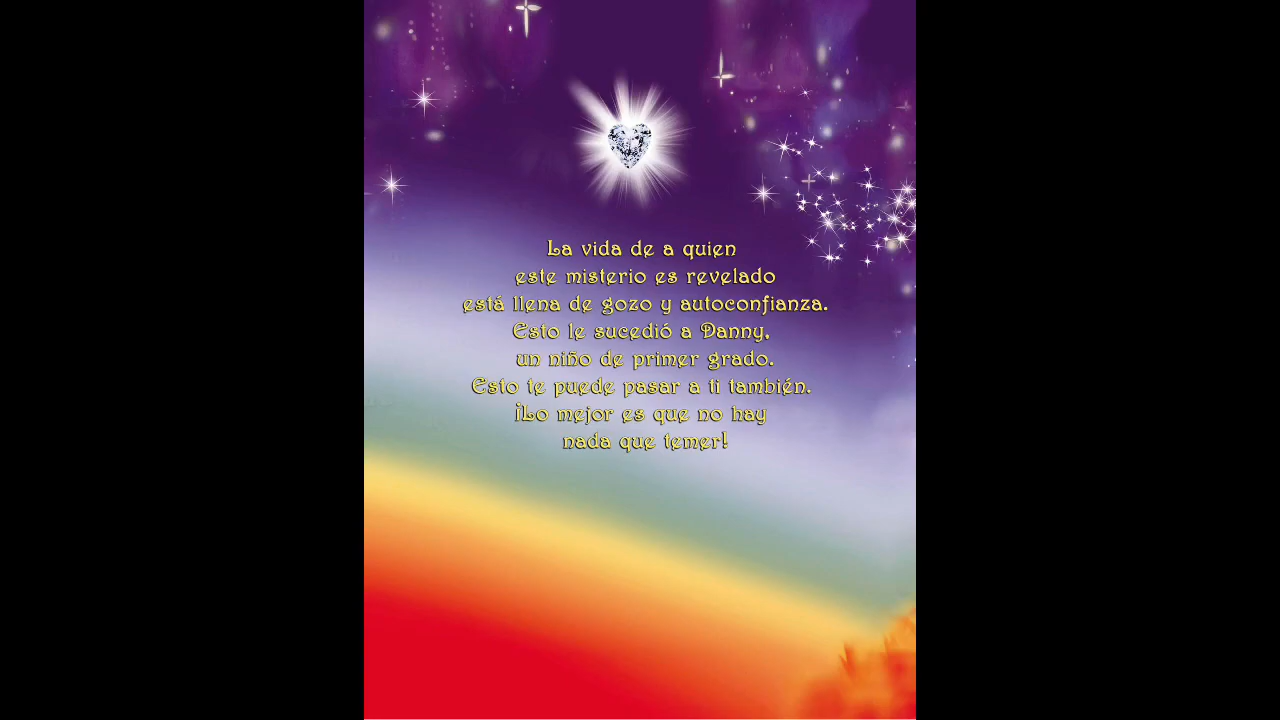 La vida de a quien
este misterio es revelado
está llena de gozo y autoconfianza.
Esto le sucedió a Danny,
un niño de primer grado.
Esto te puede pasar a ti también.
¡Lo mejor es que no hay
nada que temer!